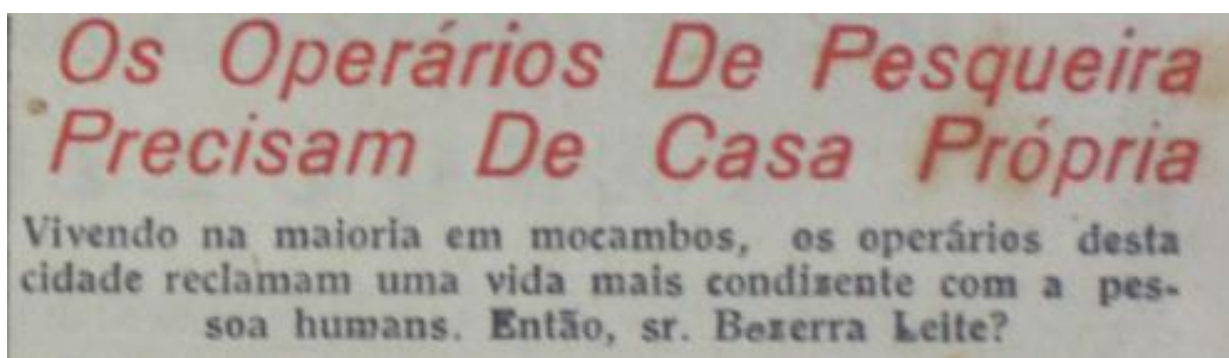 Os Operários De Pesqueira
Precisam De Casa Própria
Vivendo na maioria em mocambos, os operários desta
cidade reclamam uma vida mais condizente com a pes-
soa humans. Então, sr. Bezerra Leite?